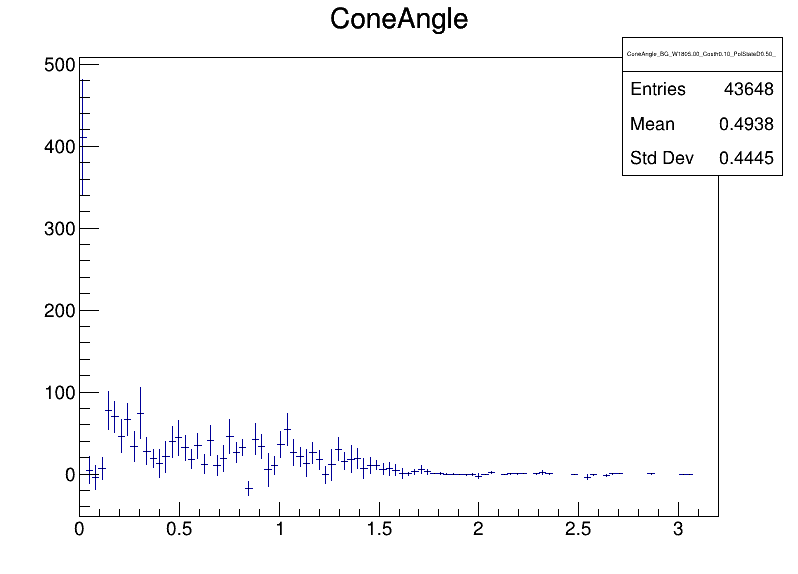 ConeAngle
ConeAngle_BG_W1805.00_Costh0.10_PolStateD0.50_
Entries 43648
Mean 0.4938
Std Dev 0.4445
500
400
300
200
100
0
0 0.5 1 1.5 2 2.5 3